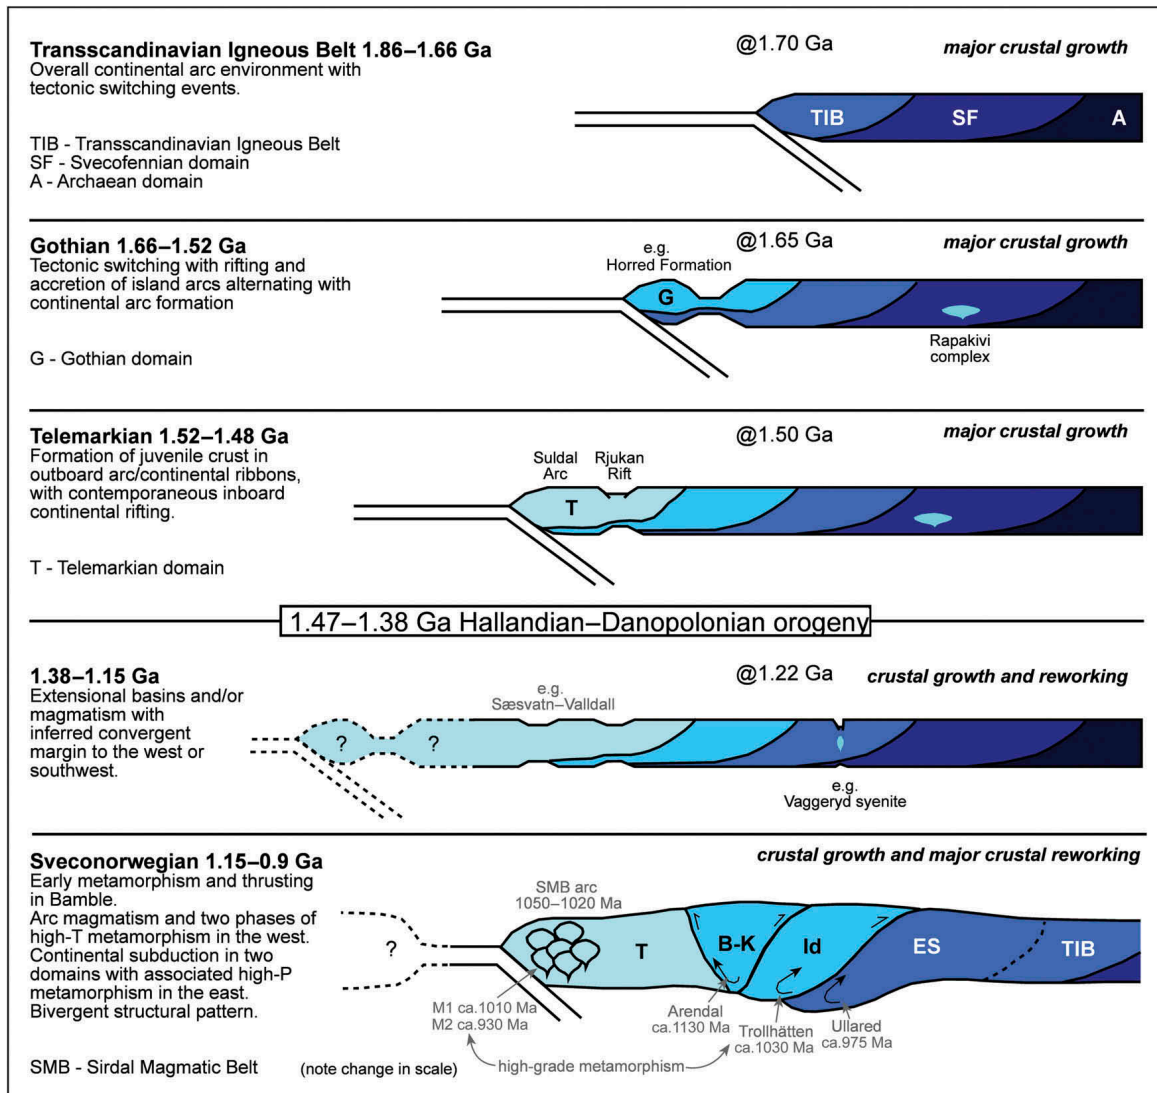 Transscandinavian Igneous Belt 1.86–1.66 Ga
@1.70 Ga
major crustal growth
Overall continental arc environment with
tectonic switching events.
TIB
SF
A
TIB - Transscandinavian Igneous Belt
SF - Svecofennian domain
A - Archaean domain
Gothian 1.66–1.52 Ga
e.g.
Horred Formation
@1.65 Ga
major crustal growth
Tectonic switching with rifting and
accretion of island arcs alternating with
continental arc formation
G
Rapakivi
complex
G - Gothian domain
Telemarkian 1.52–1.48 Ga
@1.50 Ga
major crustal growth
Formation of juvenile crust in
outboard arc/continental ribbons,
with contemporaneous inboard
continental rifting.
Suldal
Arc
Rjukan
Rift
T
T - Telemarkian domain
1.47–1.38 Ga Hallandian–Danopolonian orogeny
1.38–1.15 Ga
@1.22 Ga
crustal growth and reworking
Extensional basins and/or
magmatism with
inferred convergent
margin to the west or
southwest.
e.g.
Sæsvatn–Valldall
?
?
e.g.
Vaggeryd syenite
Sveconorwegian 1.15–0.9 Ga
crustal growth and major crustal reworking
Early metamorphism and thrusting
in Bamble.
Arc magmatism and two phases of
high-T metamorphism in the west.
Continental subduction in two
domains with associated high-P
metamorphism in the east.
Bivergent structural pattern.
?
SMB arc
1050–1020 Ma
T
B-K
Id
ES
TIB
M1 ca.1010 Ma
M2 ca.930 Ma
Arendal
ca.1130 Ma
Trollhätten
ca.1030 Ma
Ullared
ca.975 Ma
high-grade metamorphism
SMB - Sirdal Magmatic Belt
(note change in scale)